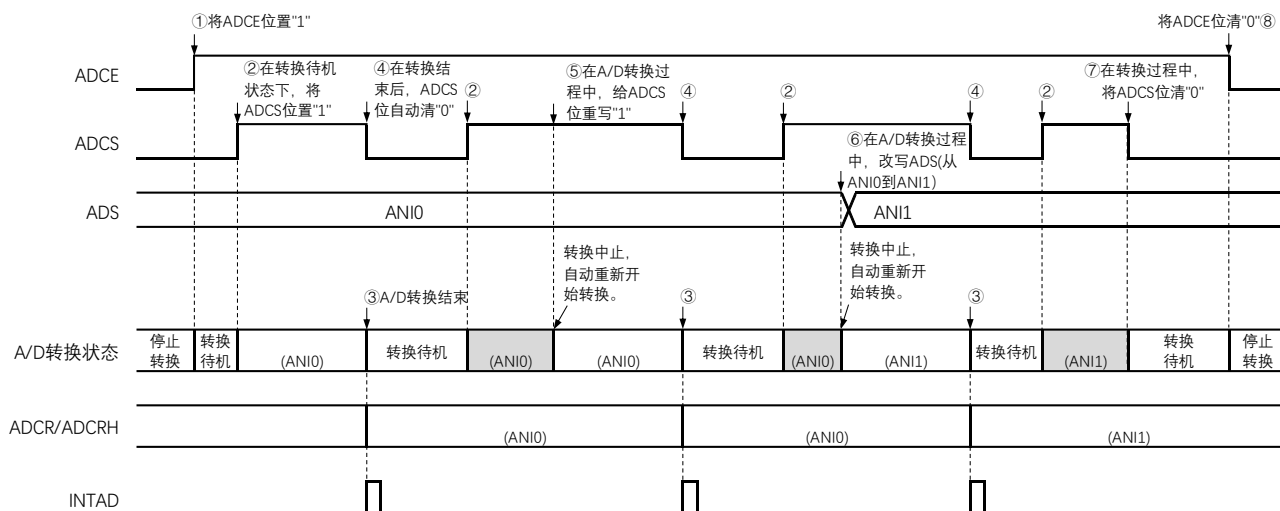 ①将ADCE位置"1"
将ADCE位清"0"⑧
ADCE
②在转换待机
状态下，将
ADCS位置"1"
④在转换结
束后，ADCS
位自动清"0"
②
⑤在A/D转换过
程中，给ADCS
位重写"1"
④
②
④
②
⑦在转换过程中，
将ADCS位清"0"
ADCS
⑥在A/D转换过程
中，改写ADS(从
ANI0到ANI1）
ADS
ANI0
ANI1
转换中止，
自动重新开
始转换。
转换中止，
自动重新开
始转换。
③A/D转换结束
③
③
A/D转换状态
停止
转换
转换
待机
(ANI0)
转换待机
(ANI0)
(ANI0)
转换待机
(ANI0)
(ANI1)
转换待机
(ANI1)
转换
待机
停止
转换
ADCR/ADCRH
(ANI0)
(ANI0)
(ANI1)
INTAD